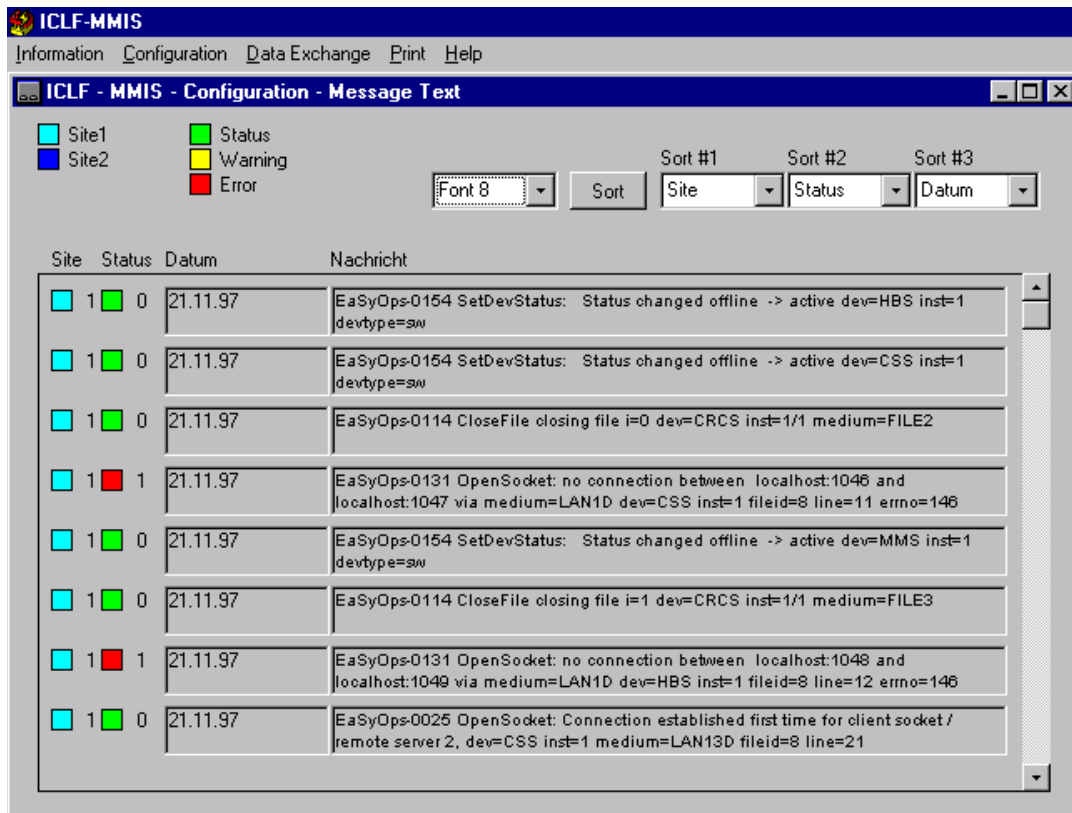 ICLF-MMIS
Information Configuration Data Exchange Print Help
ICLF - MMIS - Configuration - Message Text
Site1 Status
Site2 Warning
Error
Sort #1 Sort #2 Sort #3
Font 8 Sort Site Status Datum
Site Status Datum Nachricht
1 0 21.11.97 EaSyOps-0154 SetDevStatus: Status changed offline -> active dev=HBS inst=1
devtype=sw
1 0 21.11.97 EaSyOps-0154 SetDevStatus: Status changed offline -> active dev=CSS inst=1
devtype=sw
1 0 21.11.97 EaSyOps-0114 CloseFile closing file i=0 dev=CRCS inst=1/1 medium=FILE2
1 1 21.11.97 EaSyOps-0131 OpenSocket: no connection between localhost:1046 and
localhost:1047 via medium=LAN1D dev=CSS inst=1 fileid=8 line=11 errno=146
1 0 21.11.97 EaSyOps-0154 SetDevStatus: Status changed offline -> active dev=MMS inst=1
devtype=sw
1 0 21.11.97 EaSyOps-0114 CloseFile closing file i=1 dev=CRCS inst=1/1 medium=FILE3
1 1 21.11.97 EaSyOps-0131 OpenSocket: no connection between localhost:1048 and
localhost:1049 via medium=LAN1D dev=HBS inst=1 fileid=8 line=12 errno=146
1 0 21.11.97 EaSyOps-0025 OpenSocket: Connection established first time for client socket /
remote server 2, dev=CSS inst=1 medium=LAN13D fileid=8 line=21